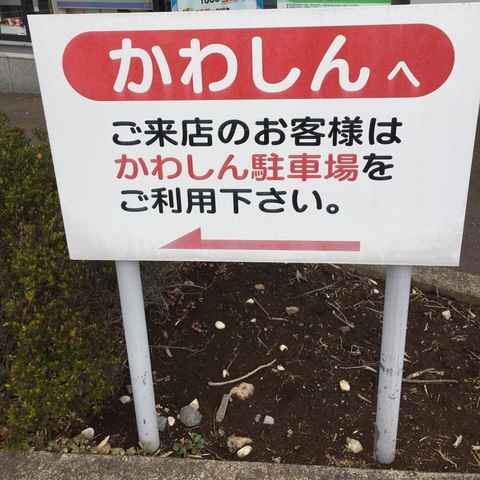 かわしんへ
ご来店のお客様は
かわしん駐車場を
ご利用下さい。